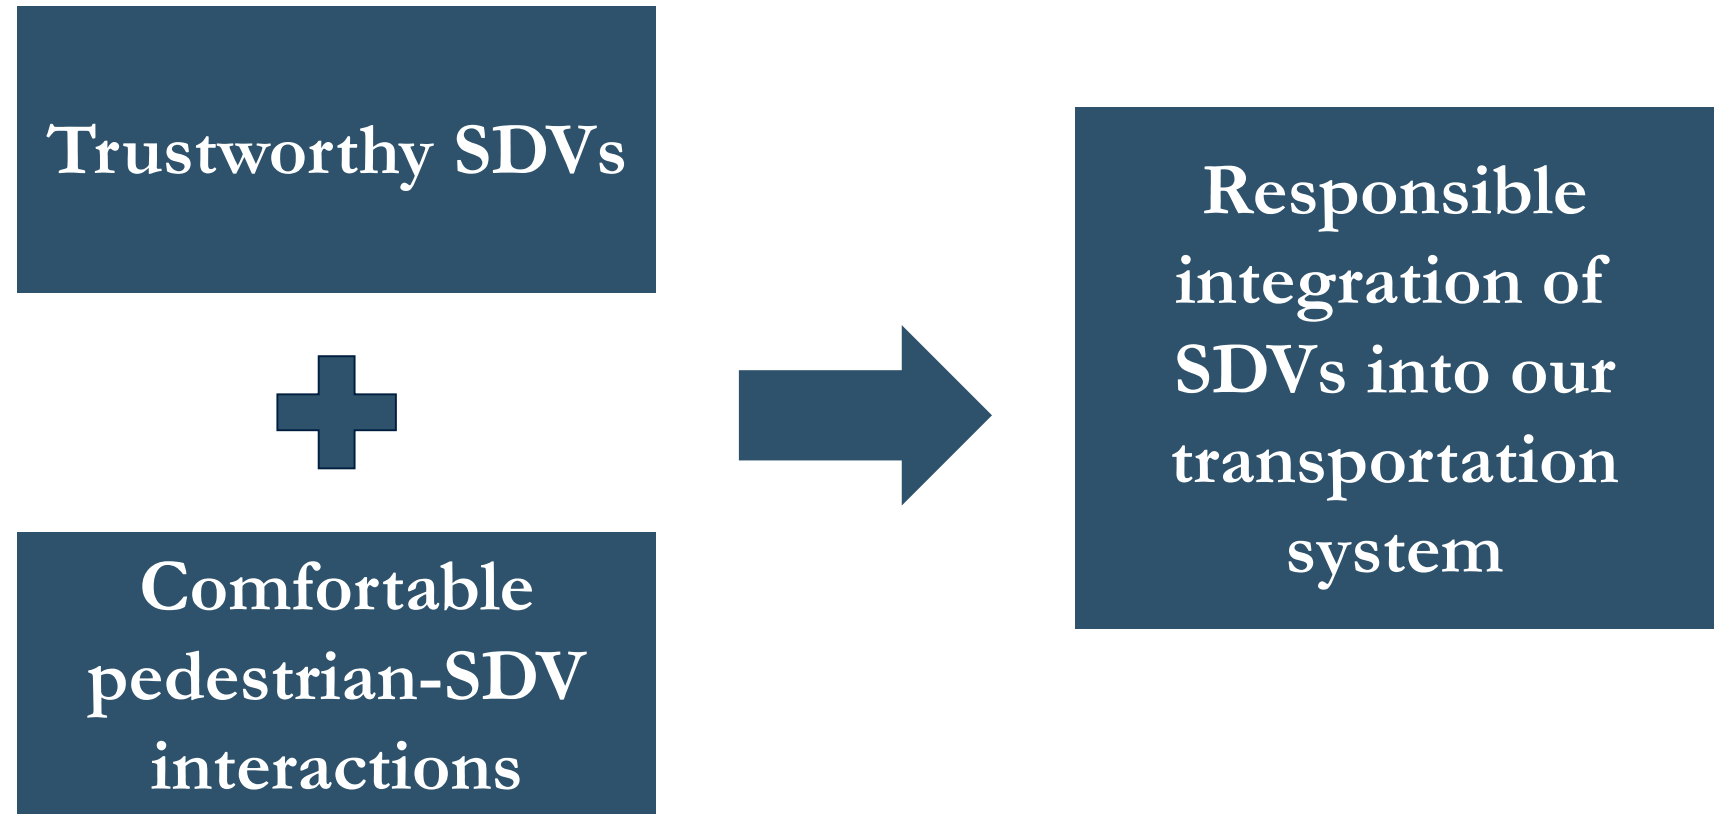 Trustworthy SDVs
Comfortable
pedestrian-SDV
interactions
Responsible
integration of
SDVs into our
transportation
system